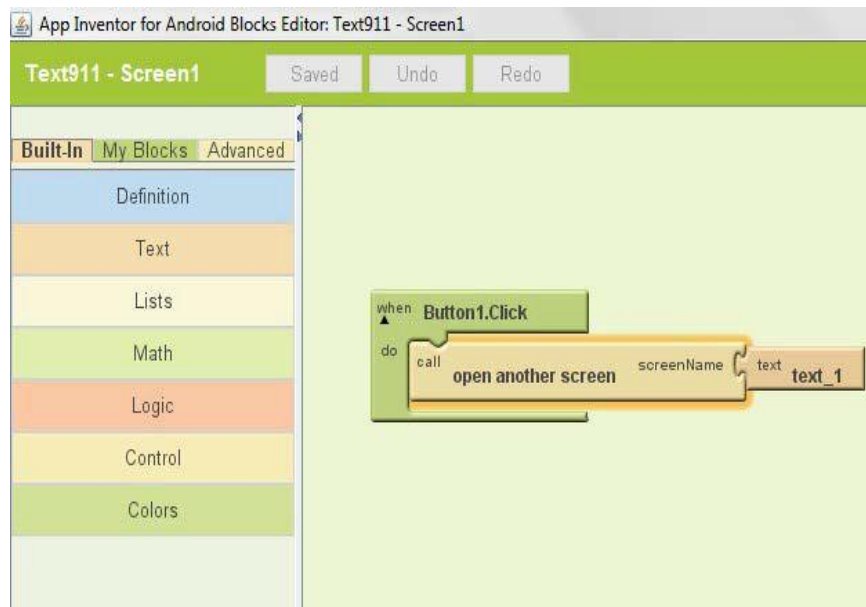 App Inventor for Android Blocks Editor: Text911 - Screen1
Text911 - Screen1 Saved Undo Redo
Built-In My Blocks Advanced
Definition
Text
Lists
Math
Logic
Control
Colors
when Button1.Click
do call open another screen screenName text text_1